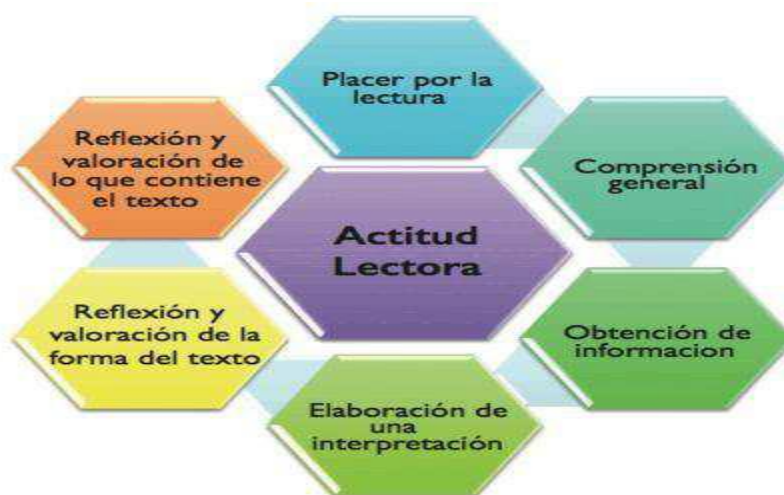 Placer por la
lectura
Comprensión
general
Obtención de
informacion
Elaboración de
una
interpretación
Reflexión y
valoración de la
forma del texto
Reflexión y
valoración de
lo que contiene
el texto
Actitud
Lectora